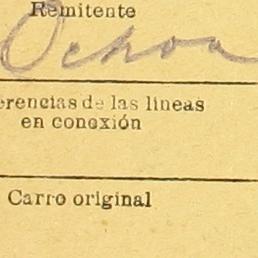 Remitente
Ochoa
erencias de las lineas
en conexión
Carro original